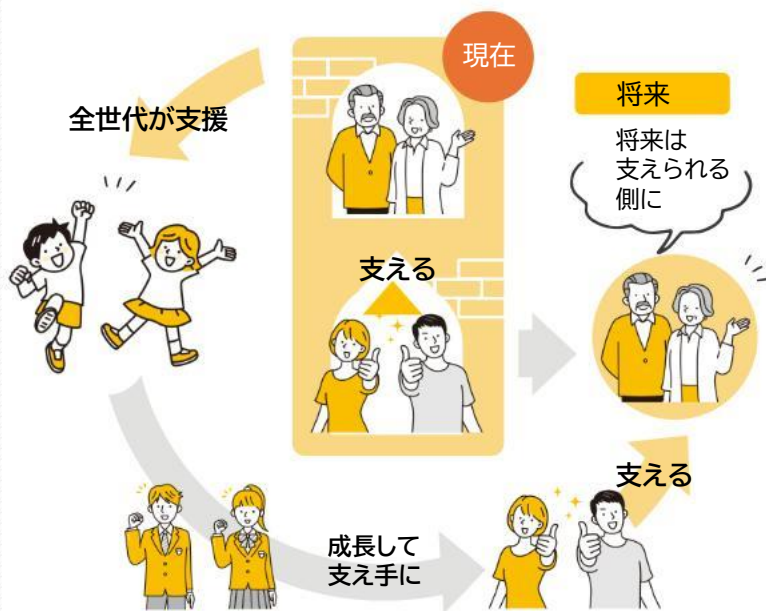 現在
全世代が支援
支える
将来
将来は
支えられる
側に
支える
成長して
支え手に